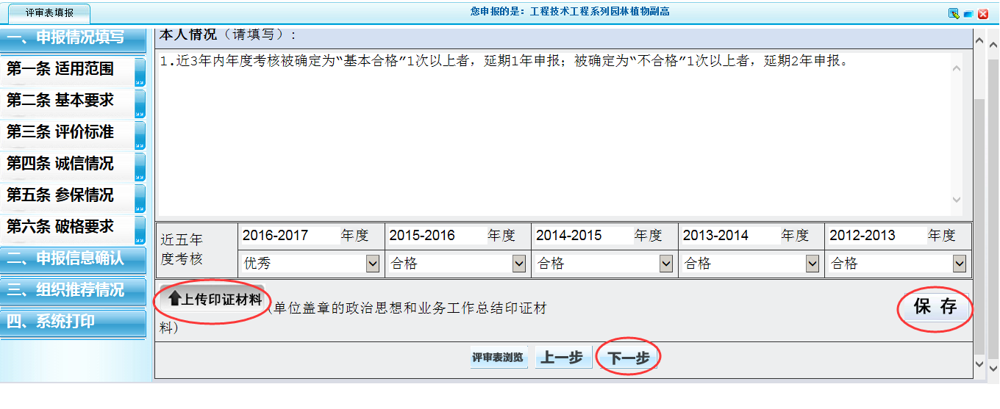 评审表填报
您申报的是：工程技术工程系列园林植物副高
一、申报情况填写
第一条 适用范围
第二条 基本要求
第三条 评价标准
第四条 诚信情况
第五条 参保情况
第六条 破格要求
二、申报信息确认
三、组织推荐情况
四、系统打印
本人情况（请填写）：
1.近3年内年度考核被确定为“基本合格”1次以上者，延期1年申报；被确定为“不合格”1次以上者，延期2年申报。
近五年
度考核
2016-2017 年度 2015-2016 年度 2014-2015 年度 2013-2014 年度 2012-2013 年度
优秀 合格 合格 合格 合格
上传印证材料（单位盖章的政治思想和业务工作总结印证材
料）
保 存
评审表浏览 上一步 下一步